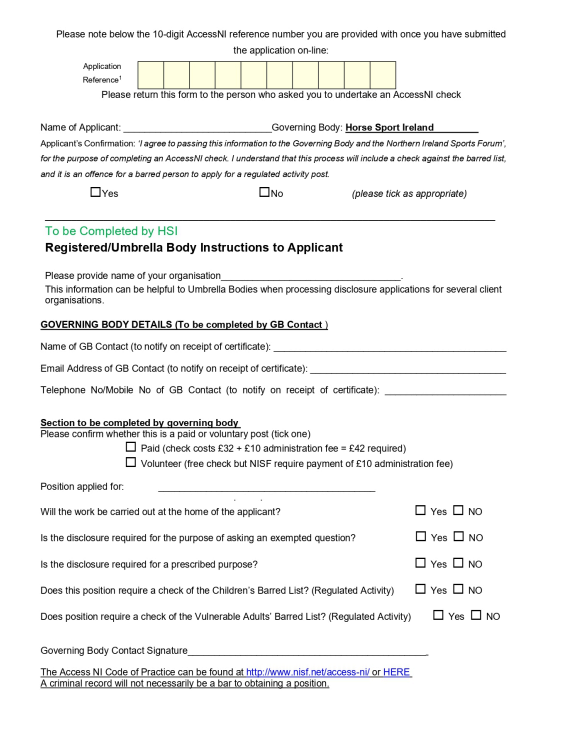 Please note below the 10-digit AccessNI reference number you are provided with once you have submitted
the application on-line:
Application
Reference1
Please return this form to the person who asked you to undertake an AccessNI check
Name of Applicant: ____________________________Governing Body: Horse Sport Ireland________
Applicant's Confirmation: 'I agree to passing this information to the Governing Body and the Northern Ireland Sports Forum',
for the purpose of completing an AccessNI check. I understand that this process will include a check against the barred list,
and it is an offence for a barred person to apply for a regulated activity post.
☐Yes ☐No (please tick as appropriate)
To be Completed by HSI
Registered/Umbrella Body Instructions to Applicant
Please provide name of your organisation__________________________________.
This information can be helpful to Umbrella Bodies when processing disclosure applications for several client
organisations.
GOVERNING BODY DETAILS (To be completed by GB Contact )
Name of GB Contact (to notify on receipt of certificate): ____________________________________________
Email Address of GB Contact (to notify on receipt of certificate): _____________________________________
Telephone No/Mobile No of GB Contact (to notify on receipt of certificate): _______________________
Section to be completed by governing body
Please confirm whether this is a paid or voluntary post (tick one)
☐ Paid (check costs £32 + £10 administration fee = £42 required)
☐ Volunteer (free check but NISF require payment of £10 administration fee)
Position applied for: _________________________________________
Will the work be carried out at the home of the applicant? ☐ Yes ☐ NO
Is the disclosure required for the purpose of asking an exempted question? ☐ Yes ☐ NO
Is the disclosure required for a prescribed purpose? ☐ Yes ☐ NO
Does this position require a check of the Children's Barred List? (Regulated Activity) ☐ Yes ☐ NO
Does position require a check of the Vulnerable Adults' Barred List? (Regulated Activity) ☐ Yes ☐ NO
Governing Body Contact Signature_____________________________________________.
The Access NI Code of Practice can be found at http://www.nisf.net/access-ni/ or HERE
A criminal record will not necessarily be a bar to obtaining a position.